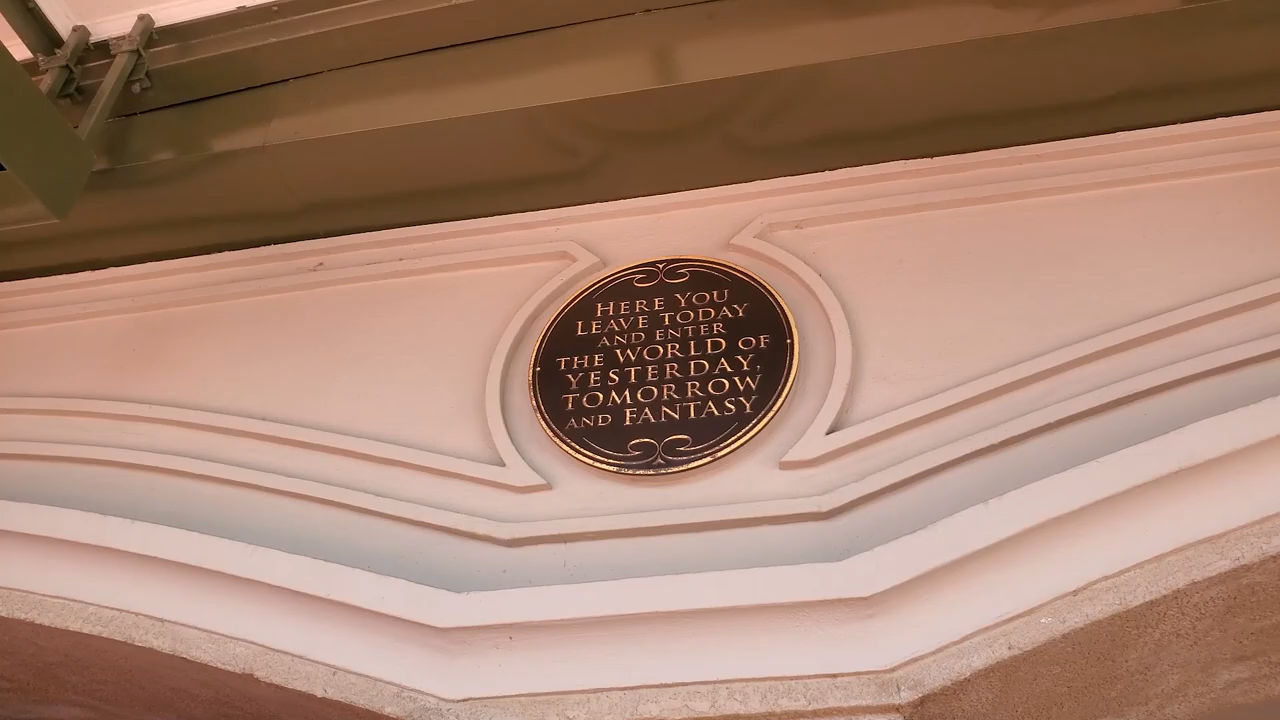 HERE YOU
LEAVE TODAY
AND ENTER
THE WORLD OF
YESTERDAY,
TOMORROW
AND FANTASY